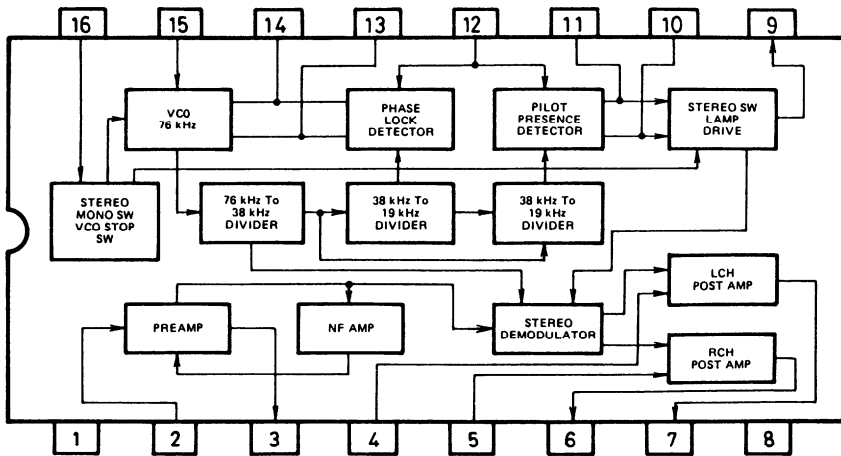 16 15 14 13 12 11 10 9
VCO
76 kHz
PHASE
LOCK
DETECTOR
PILOT
PRESENCE
DETECTOR
STEREO SW
LAMP
DRIVE
STEREO
MONO SW
VCO STOP
SW
76 kHz To
38 kHz
DIVIDER
38 kHz To
19 kHz
DIVIDER
38 kHz To
19 kHz
DIVIDER
LCH
POST AMP
PREAMP
NF AMP
STEREO
DEMODULATOR
RCH
POST AMP
1 2 3 4 5 6 7 8